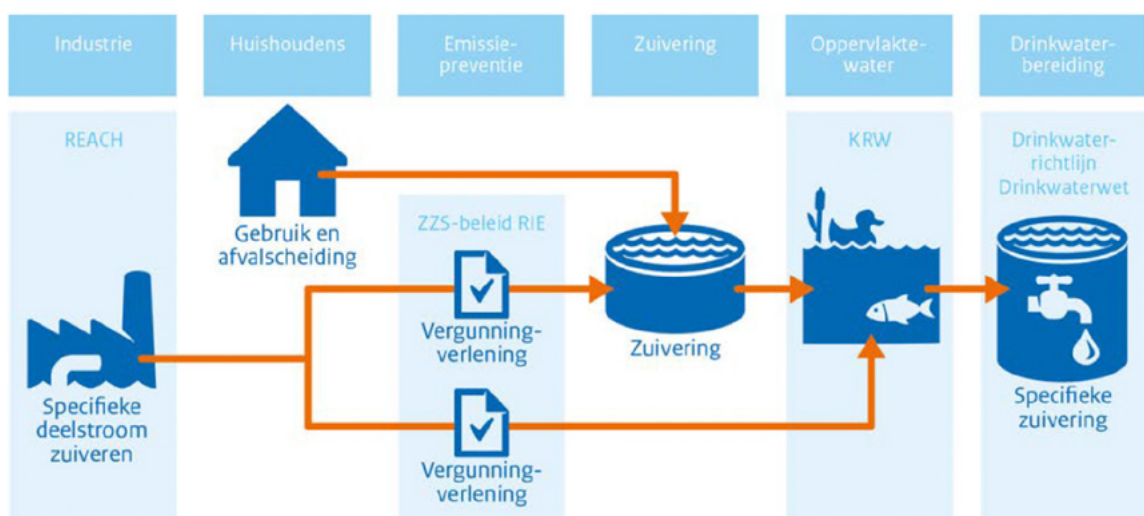 Industrie
Huishoudens
Emissie-
preventie
Zuivering
Oppervlakte-
water
Drinkwater-
bereiding
REACH
Gebruik en
afvalscheiding
Specifieke
deelstroom
zuiveren
ZZS-beleid RIE
Vergunning-
verlening
Vergunning-
verlening
Zuivering
KRW
Drinkwater-
richtlijn
Drinkwaterwet
Specifieke
zuivering